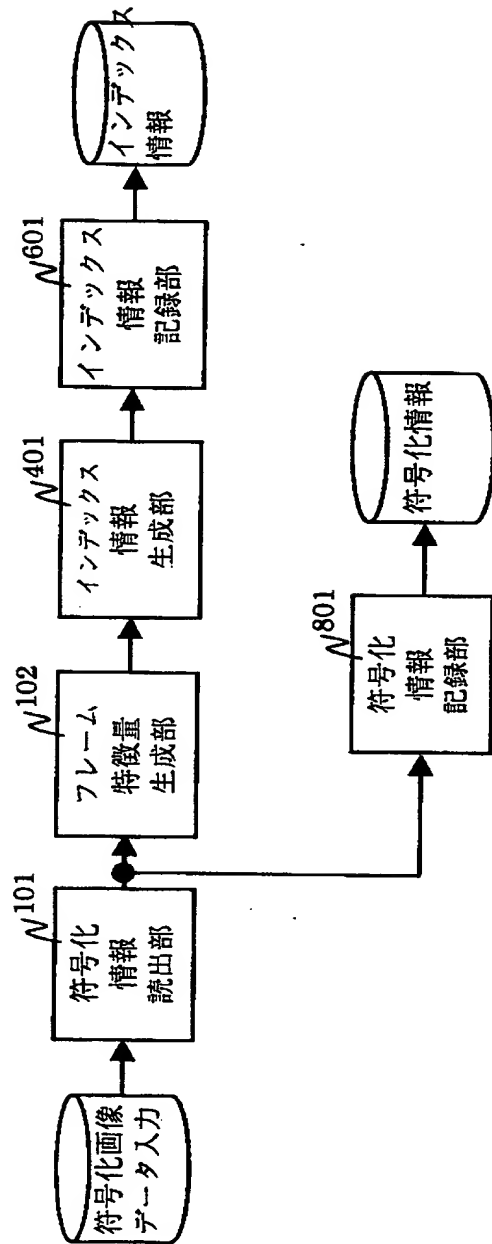 符号化画像
データ入力
101
符号化
情報
読出部
102
フレーム
特徴量
生成部
401
インデックス
情報
生成部
601
インデックス
情報
記録部
インデックス
情報
801
符号化
情報
記録部
符号化情報